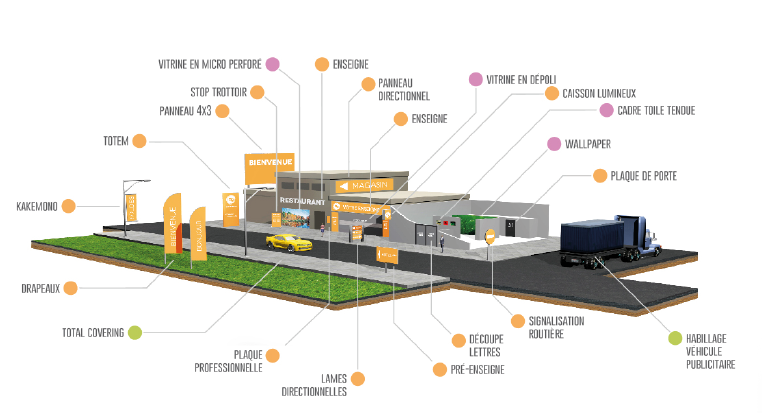 VITRINE EN MICRO PERFORÉ
ENSEIGNE
STOP TROTTOIR
PANNEAU
DIRECTIONNEL
VITRINE EN DÉPOLI
CAISSON LUMINEUX
PANNEAU 4x3
ENSEIGNE
CADRE TOILE TENDUE
TOTEM
WALLPAPER
BIENVENUE
PLAQUE DE PORTE
MAGASIN
RESTAURANT
KAKEMONO
BIENVENUE
DRAPEAUX
TOTAL COVERING
SIGNALISATION
ROUTIÈRE
DÉCOUPE
LETTRES
HABILLAGE
VEHICULE
PUBLICITAIRE
PLAQUE
PROFESSIONNELLE
PRÉ-ENSEIGNE
LAMES
DIRECTIONNELLES